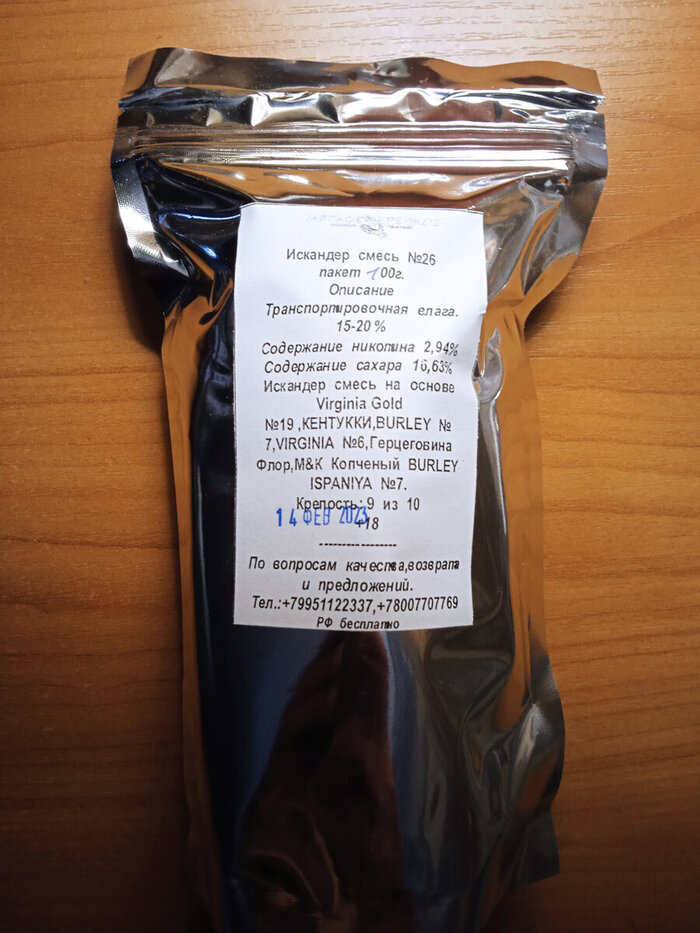 Искандер смесь №26
пакет 100г.
Описание
Транспортировочная влага.
15-20%
Содержание никотина 2,94%
Содержание сахара 16,63%
Искандер смесь на основе
Virginia Gold
№19 ,КЕНТУККИ,BURLEY №
7,VIRGINIA №6,Герцеговина
Флор,M&K Копченый BURLEY
ISPANIYA №7.
Крепость: 9 из 10
14 ФЕВ 2023
+18
--------------
По вопросам качества,возврата
и предложений.
Тел.:+79951122337,+78007707769
РФ бесплатно